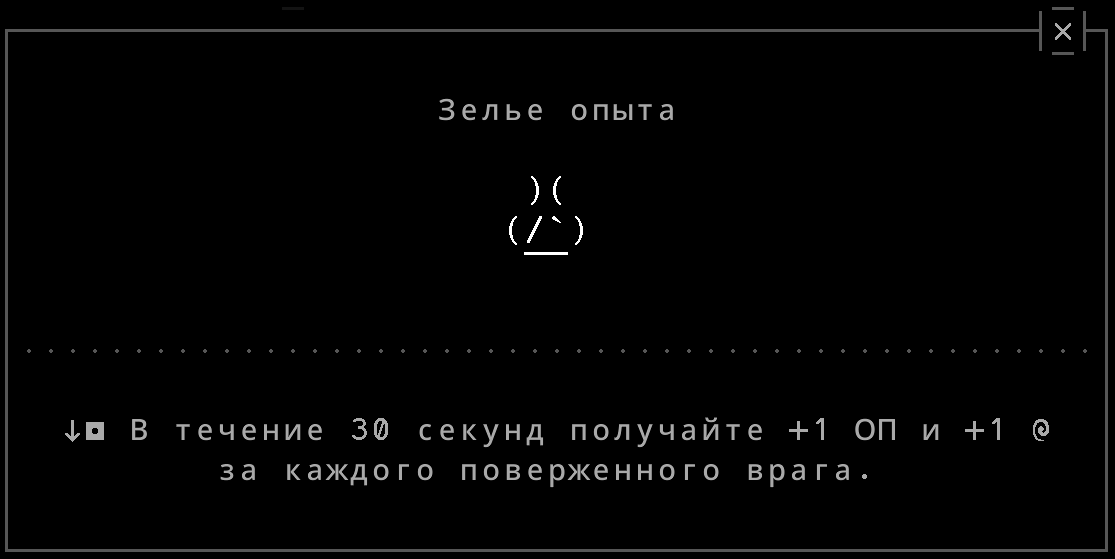 ×
Зелье опыта
)(
(/`)
↓◘ В течение 30 секунд получайте +1 ОП и +1 @
за каждого поверженного врага.